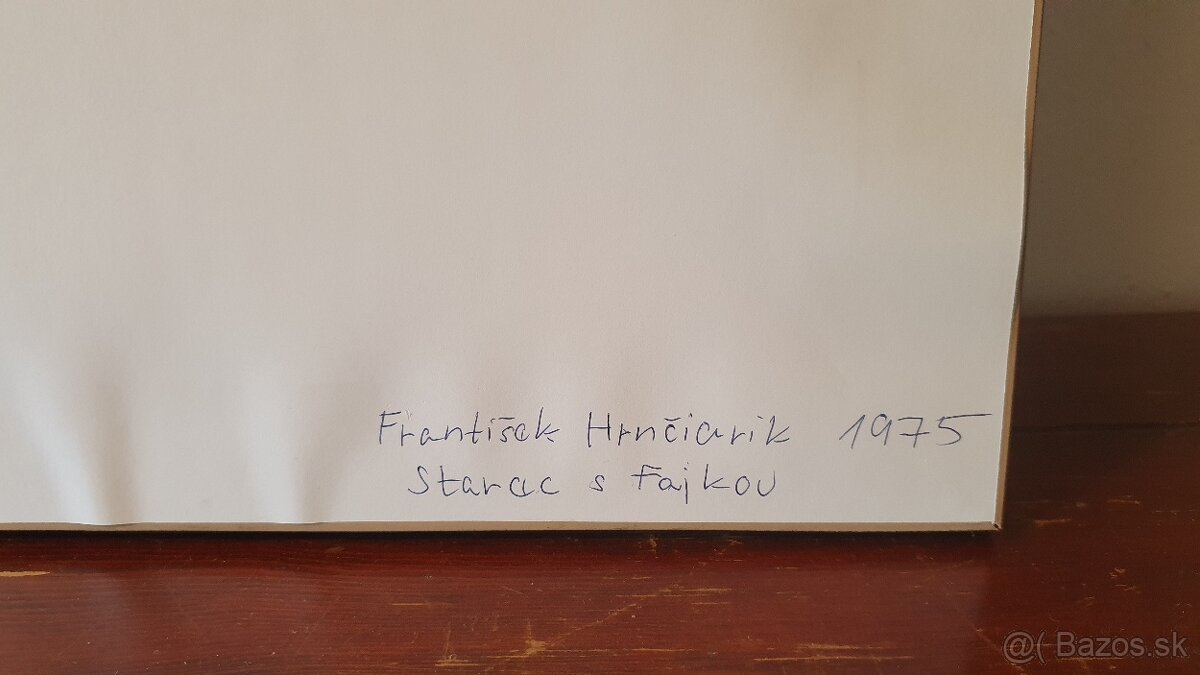 František Hrnčiarik 1975
Starec s fajkou
@( Bazos.sk